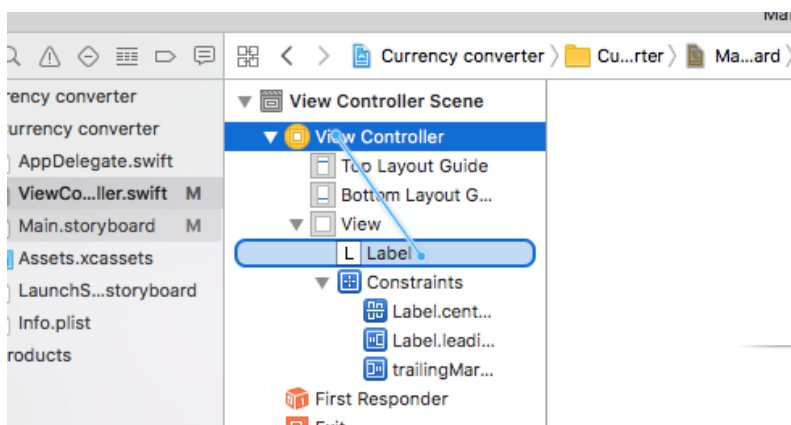 Currency converter
Cu...rter
Ma...ard
rency converter
urrency converter
AppDelegate.swift
ViewCo...ller.swift M
Main.storyboard M
Assets.xcassets
LaunchS...storyboard
Info.plist
roducts
View Controller Scene
View Controller
Top Layout Guide
Bottom Layout G...
View
L Label
Constraints
Label.cent...
Label.leadi...
trailingMar...
First Responder